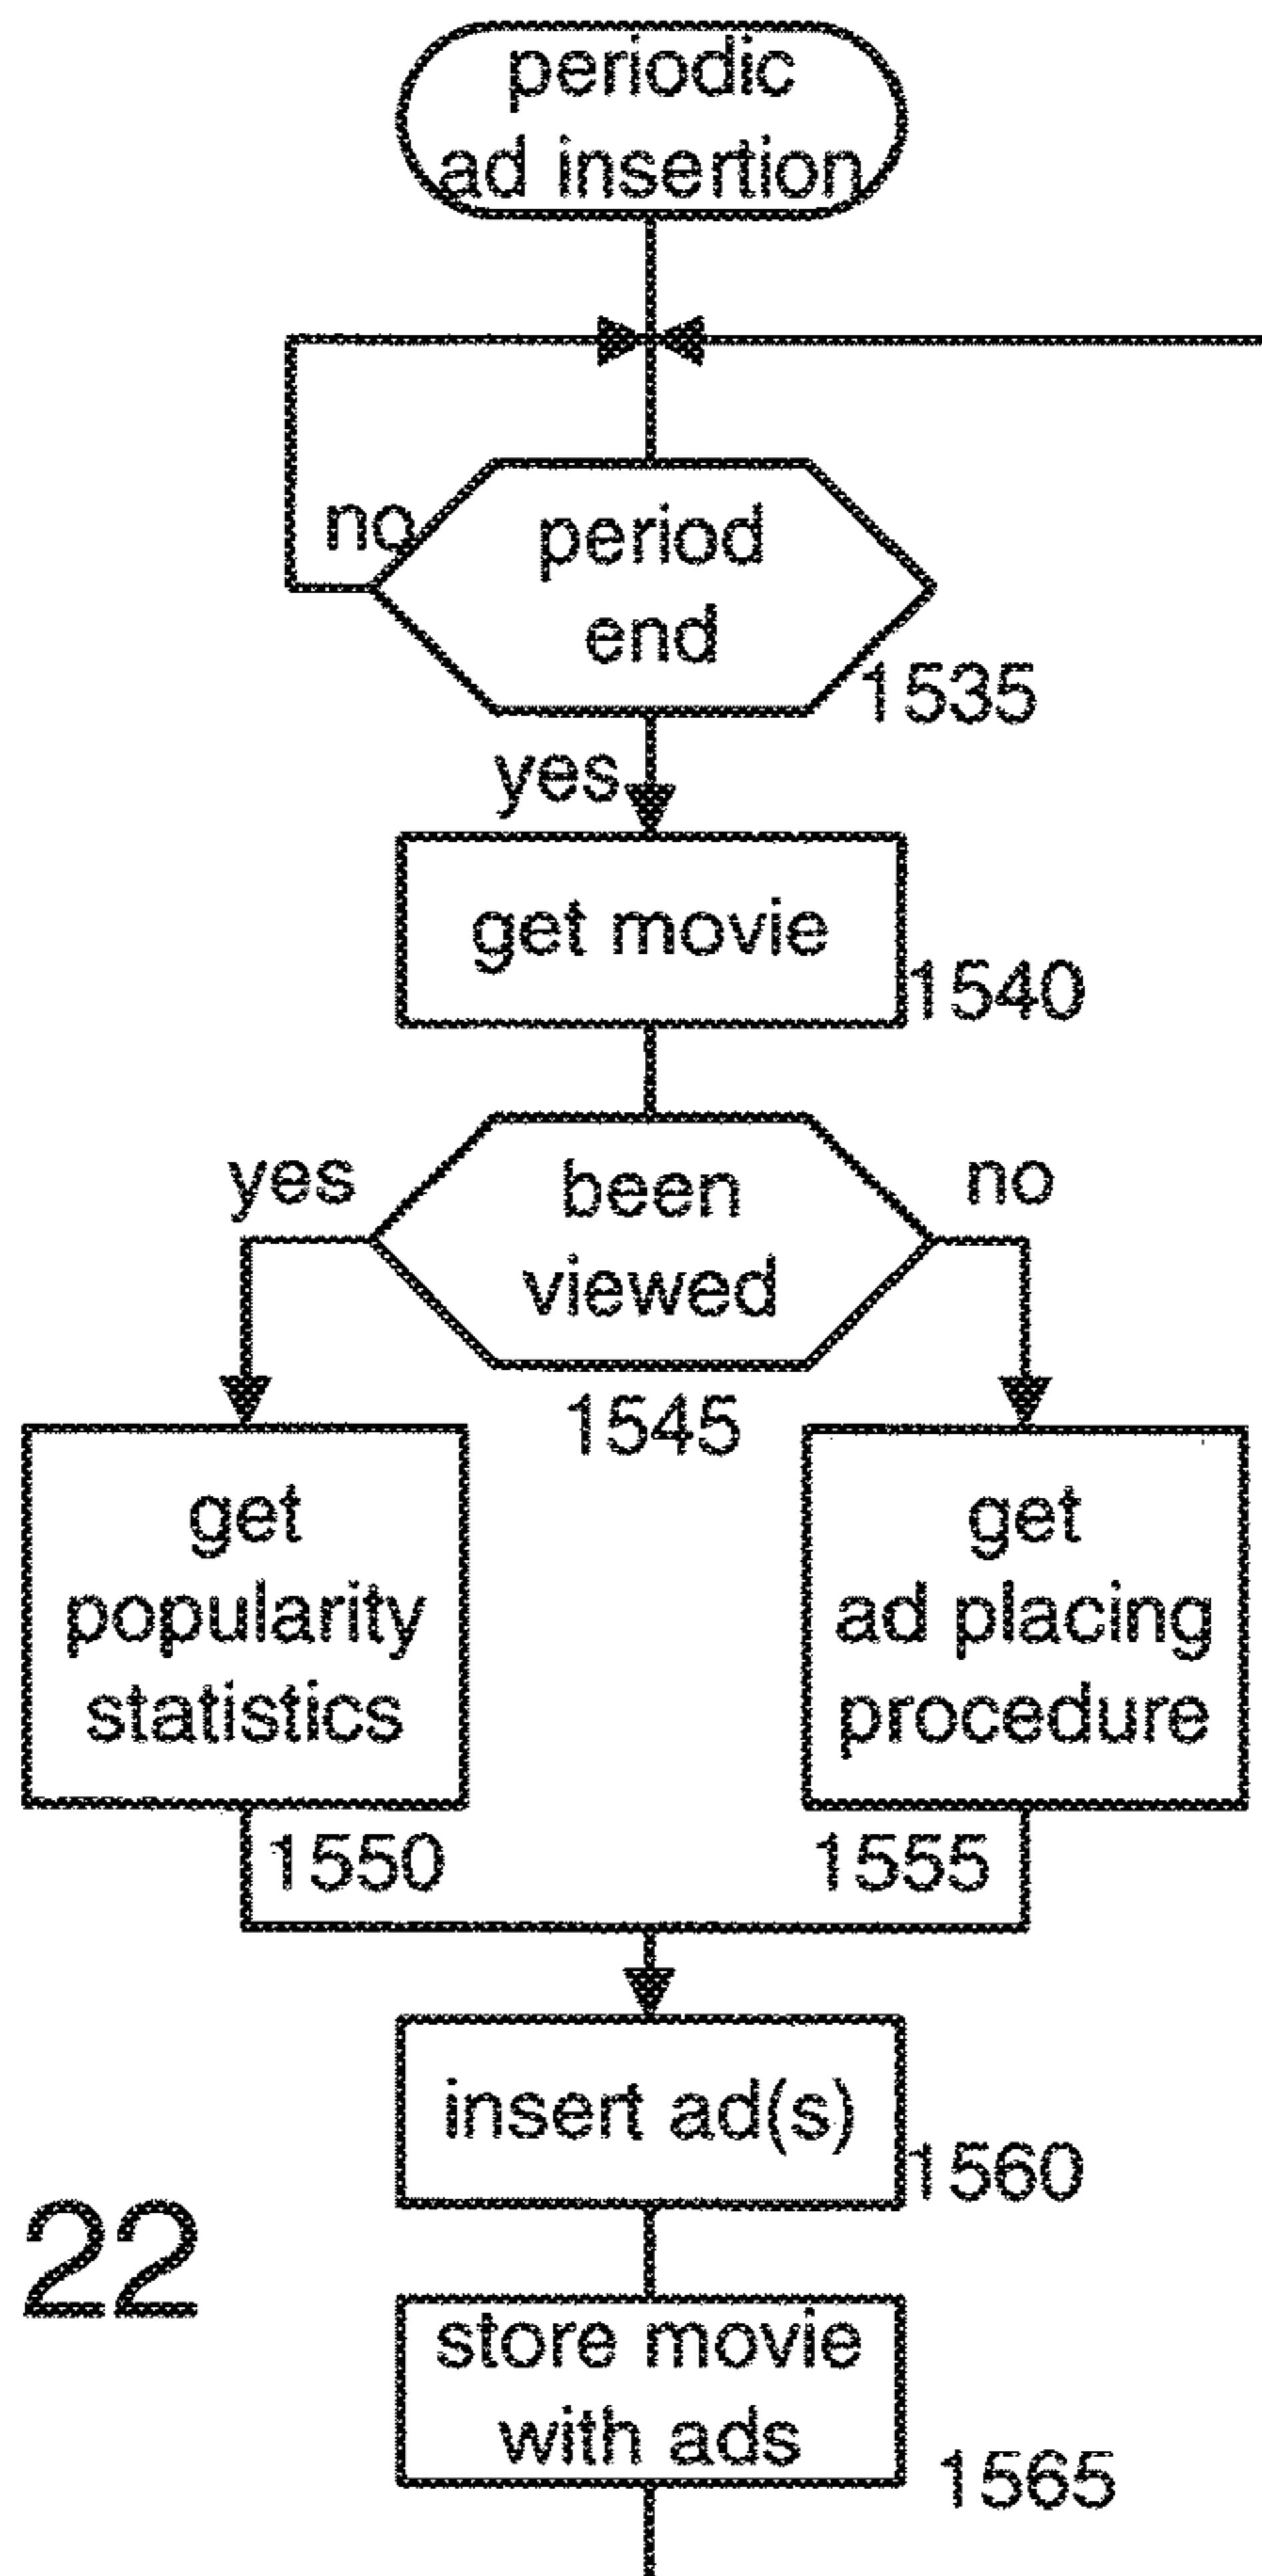 periodic
ad insertion
no
period
end
1535
yes
get movie
1540
yes
been
viewed
no
1545
get
popularity
statistics
1550
get
ad placing
procedure
1555
insert ad(s)
1560
22
store movie
with ads
1565